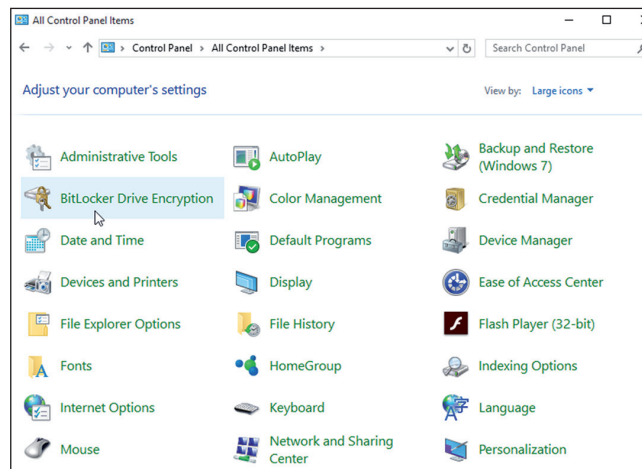 All Control Panel Items
Control Panel > All Control Panel Items >
Search Control Panel
Adjust your computer's settings
View by: Large icons
Administrative Tools
AutoPlay
Backup and Restore
(Windows 7)
BitLocker Drive Encryption
Color Management
Credential Manager
Date and Time
Default Programs
Device Manager
Devices and Printers
Display
Ease of Access Center
File Explorer Options
File History
Flash Player (32-bit)
Fonts
HomeGroup
Indexing Options
Internet Options
Keyboard
Language
Mouse
Network and Sharing
Center
Personalization